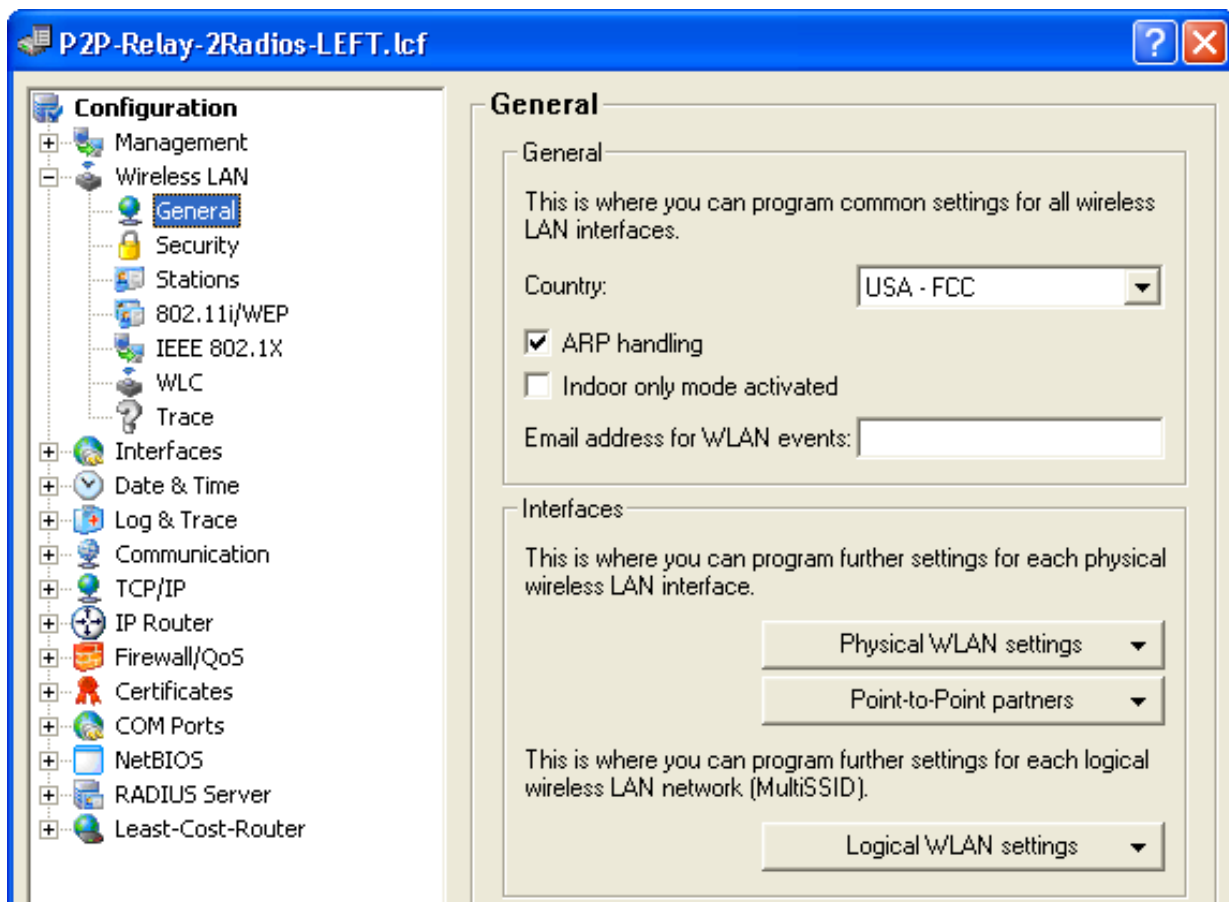 P2P-Relay-2Radios-LEFT.lcf
Configuration
Management
Wireless LAN
General
Security
Stations
802.11i/WEP
IEEE 802.1X
WLC
Trace
Interfaces
Date & Time
Log & Trace
Communication
TCP/IP
IP Router
Firewall/QoS
Certificates
COM Ports
NetBIOS
RADIUS Server
Least-Cost-Router
General
General
This is where you can program common settings for all wireless
LAN interfaces.
Country:
USA - FCC
ARP handling
Indoor only mode activated
Email address for WLAN events:
Interfaces
This is where you can program further settings for each physical
wireless LAN interface.
Physical WLAN settings
Point-to-Point partners
This is where you can program further settings for each logical
wireless LAN network (MultiSSID).
Logical WLAN settings